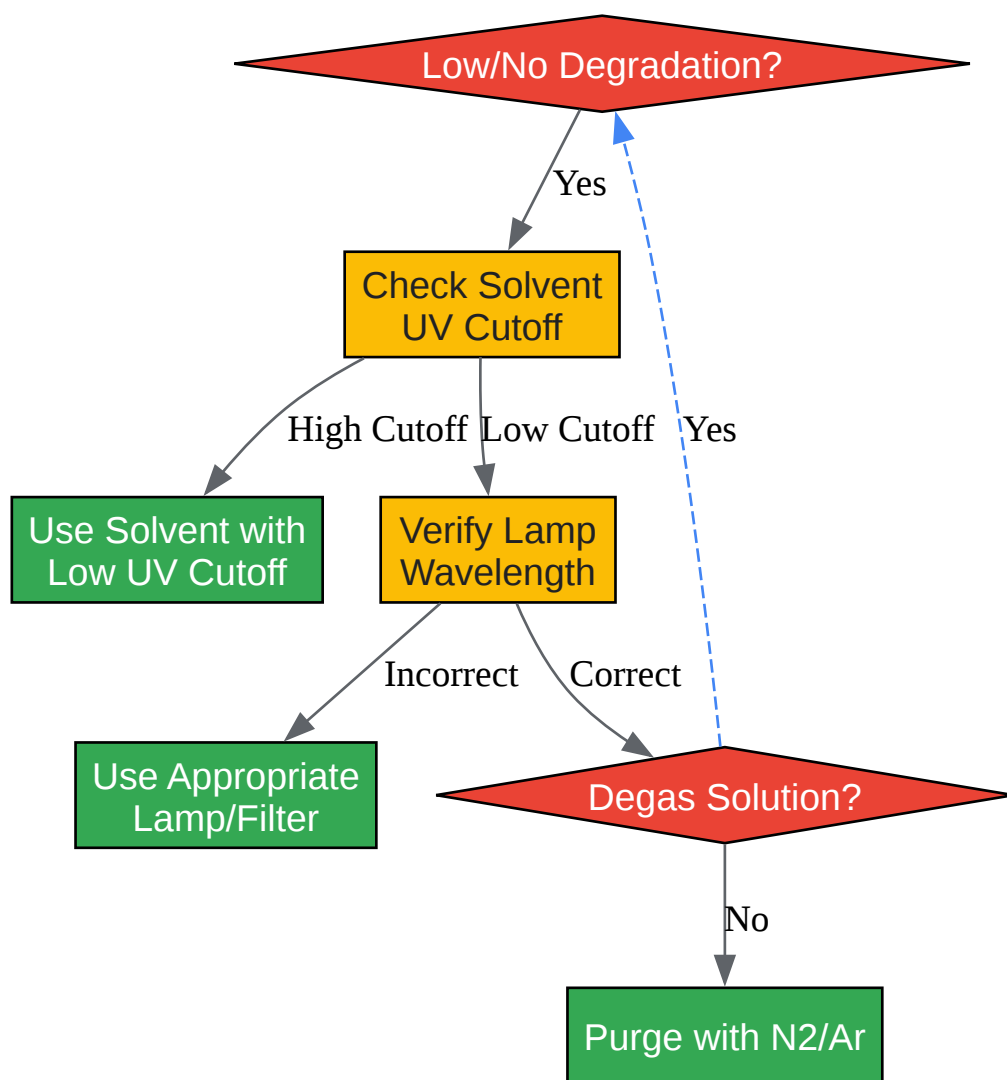 Low/No Degradation?
Yes
Check Solvent
UV Cutoff
High Cutoff
Low Cutoff
Yes
Use Solvent with
Low UV Cutoff
Verify Lamp
Wavelength
Incorrect
Correct
Use Appropriate
Lamp/Filter
Degas Solution?
No
Purge with N2/Ar